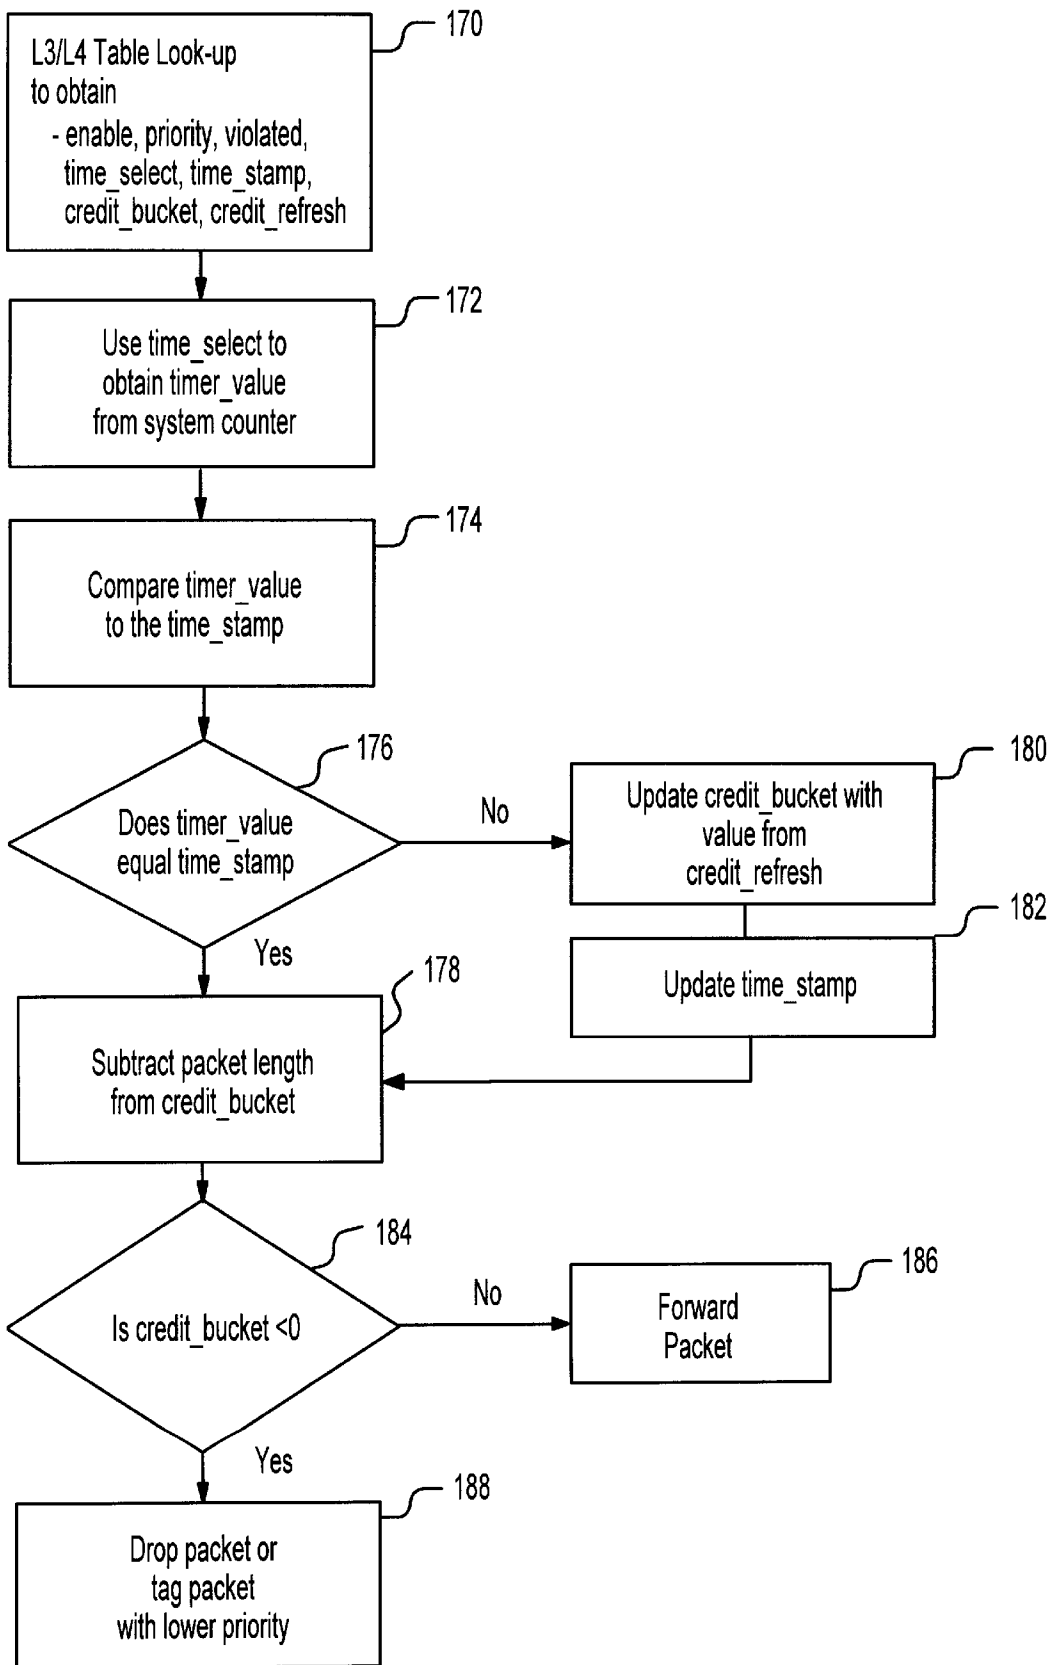 170
L3/L4 Table Look-up
to obtain
- enable, priority, violated,
time_select, time_stamp,
credit_bucket, credit_refresh
172
Use time_select to
obtain timer_value
from system counter
174
Compare timer_value
to the time_stamp
176
Does timer_value
equal time_stamp
No
180
Update credit_bucket with
value from
credit_refresh
182
Update time_stamp
Yes
178
Subtract packet length
from credit_bucket
184
Is credit_bucket <0
No
186
Forward
Packet
Yes
188
Drop packet or
tag packet
with lower priority